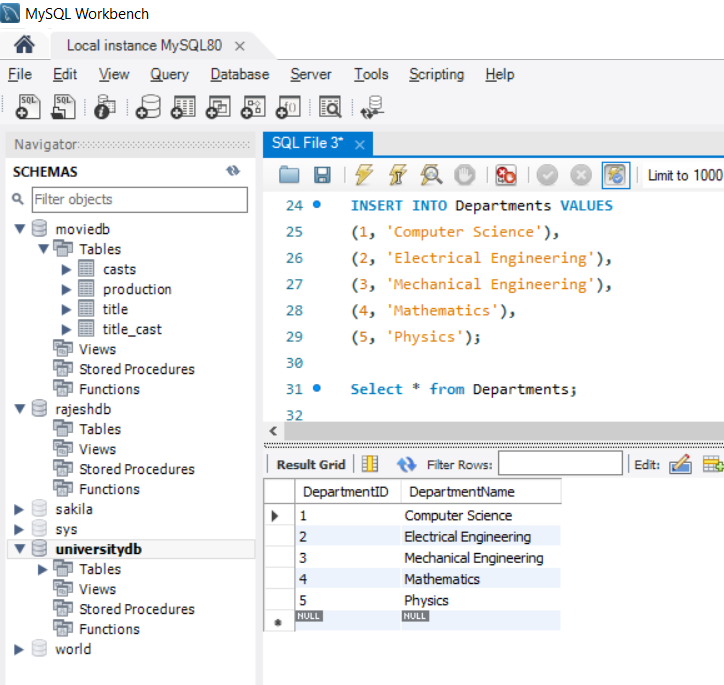 MySQL Workbench
Local instance MySQL80
File Edit View Query Database Server Tools Scripting Help
SQL SQL
Navigator
SCHEMAS
Filter objects
moviedb
Tables
casts
production
title
title_cast
Views
Stored Procedures
Functions
rajeshdb
Tables
Views
Stored Procedures
Functions
sakila
sys
universitydb
Tables
Views
Stored Procedures
Functions
world
SQL File 3*
Limit to 1000
24 INSERT INTO Departments VALUES
25 (1, 'Computer Science'),
26 (2, 'Electrical Engineering'),
27 (3, 'Mechanical Engineering'),
28 (4, 'Mathematics'),
29 (5, 'Physics');
30
31 Select * from Departments;
32
Result Grid Filter Rows: Edit:
DepartmentID DepartmentName
1 Computer Science
2 Electrical Engineering
3 Mechanical Engineering
4 Mathematics
5 Physics
NULL NULL